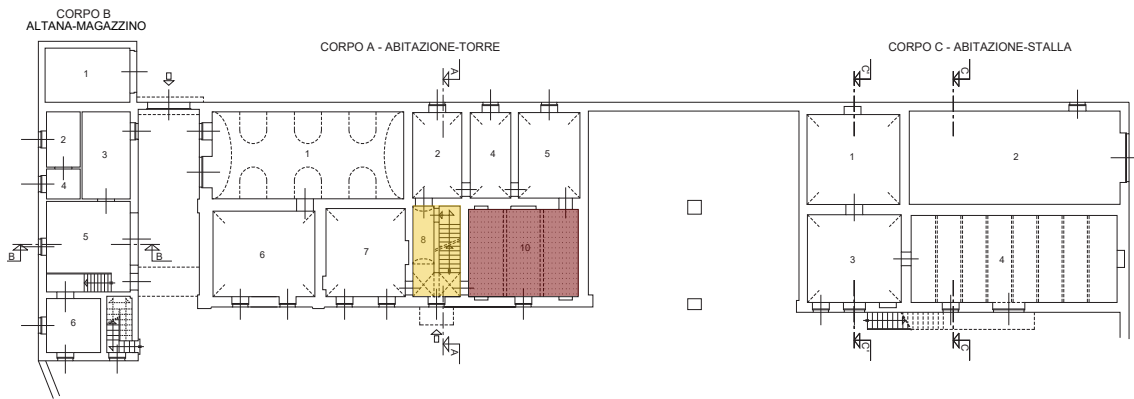 CORPO B
ALTANA-MAGAZZINO
CORPO A - ABITAZIONE-TORRE
CORPO C - ABITAZIONE-STALLA
A
C'
C
1
2
3
4
5
6
B
B
1
2
4
5
6
7
8
10
A
1
2
3
4
C'
C